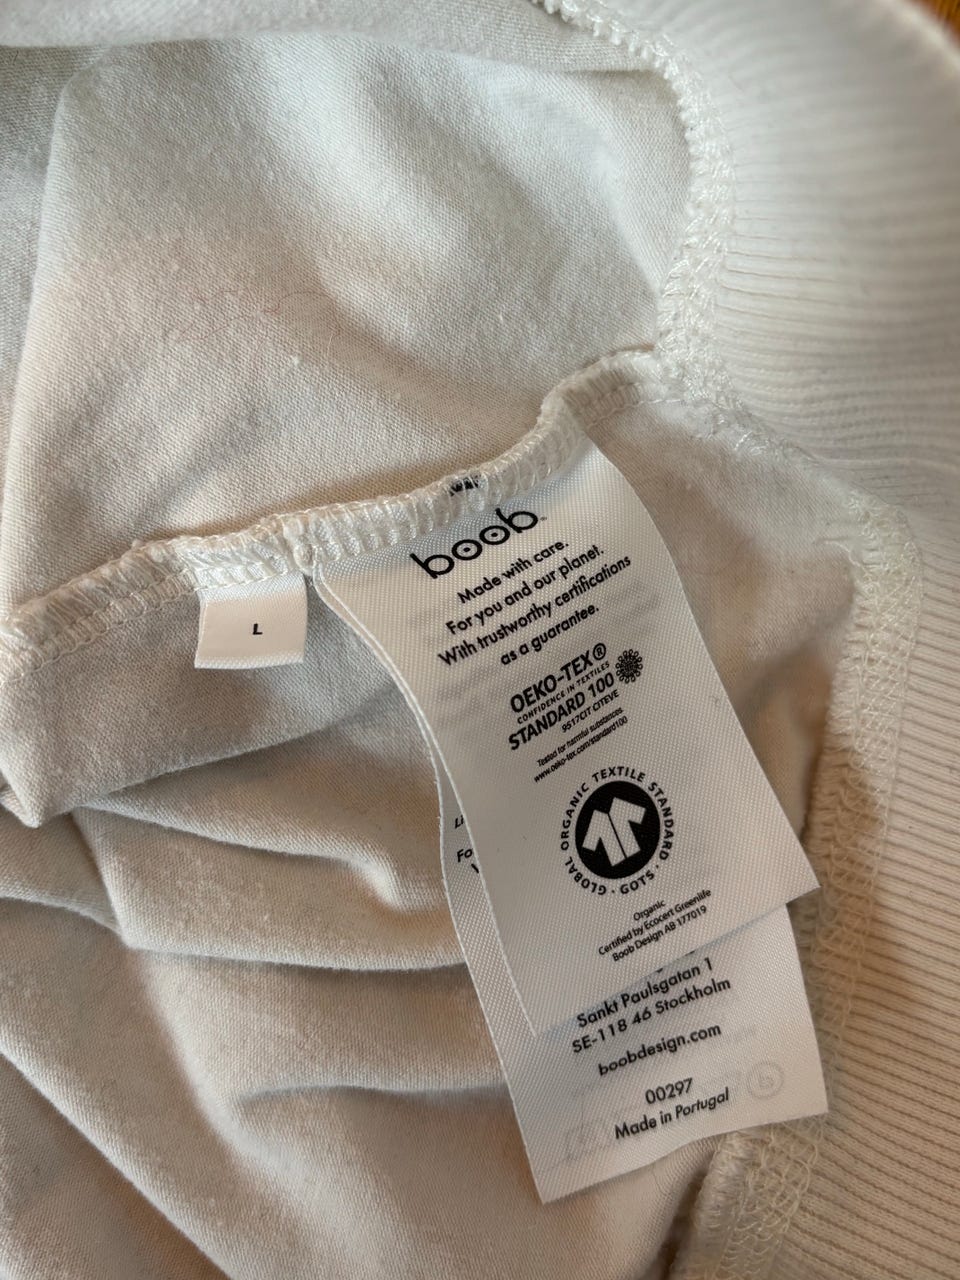 L
boob™
Made with care.
For you and our planet.
With trustworthy certifications
as a guarantee.
OEKO-TEX®
CONFIDENCE IN TEXTILES
STANDARD 100
9517CIT CITEVE
Tested for harmful substances.
www.oeko-tex.com/standard100
GLOBAL ORGANIC TEXTILE STANDARD · GOTS ·
Organic
Certified by Ecocert Greenlife
Boob Design AB 177019
Fo
Sankt Paulsgatan 1
SE-118 46 Stockholm
boobdesign.com
00297
Made in Portugal
b